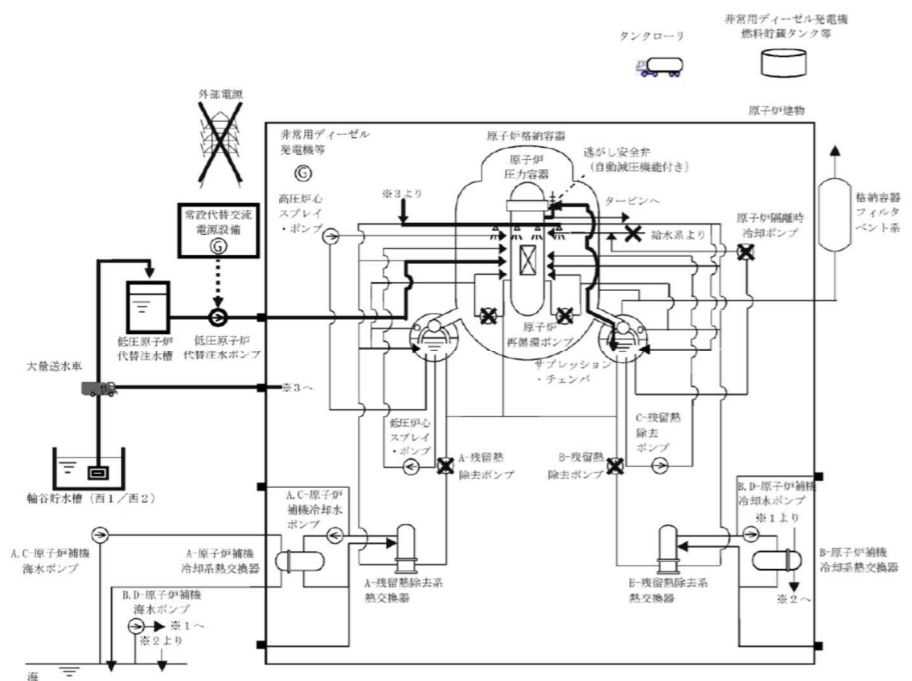 タンクローリ
非常用ディーゼル発電機
燃料貯蔵タンク等
外部電源
原子炉建物
非常用ディーゼル
発電機等
G
原子炉格納容器
原子炉
圧力容器
逃がし安全弁
(自動減圧機能付き)
※3より
タービンへ
高圧炉心
スプレイ
・ポンプ
給水系より
原子炉隔離時
冷却ポンプ
格納容器
フィルタ
ベント系
常設代替交流
電源設備
G
低圧原子炉
代替注水槽
低圧原子炉
代替注水ポンプ
原子炉
再循環ポンプ
サプレッション
・チェンバ
大量送水車
※3へ
低圧炉心
スプレイ
・ポンプ
A-残留熱
除去ポンプ
B-残留熱
除去ポンプ
C-残留熱
除去
ポンプ
輪谷貯水槽(西1/西2)
A,C-原子炉補機
海水ポンプ
A-原子炉補機
冷却系熱交換器
A,C-原子炉
補機冷却水
ポンプ
A-残留熱除去系
熱交換器
B-残留熱除去系
熱交換器
B,D-原子炉補機
冷却水ポンプ
※1より
B-原子炉補機
冷却系熱交換器
※2へ
B,D-原子炉補機
海水ポンプ
※1へ
※2より
海